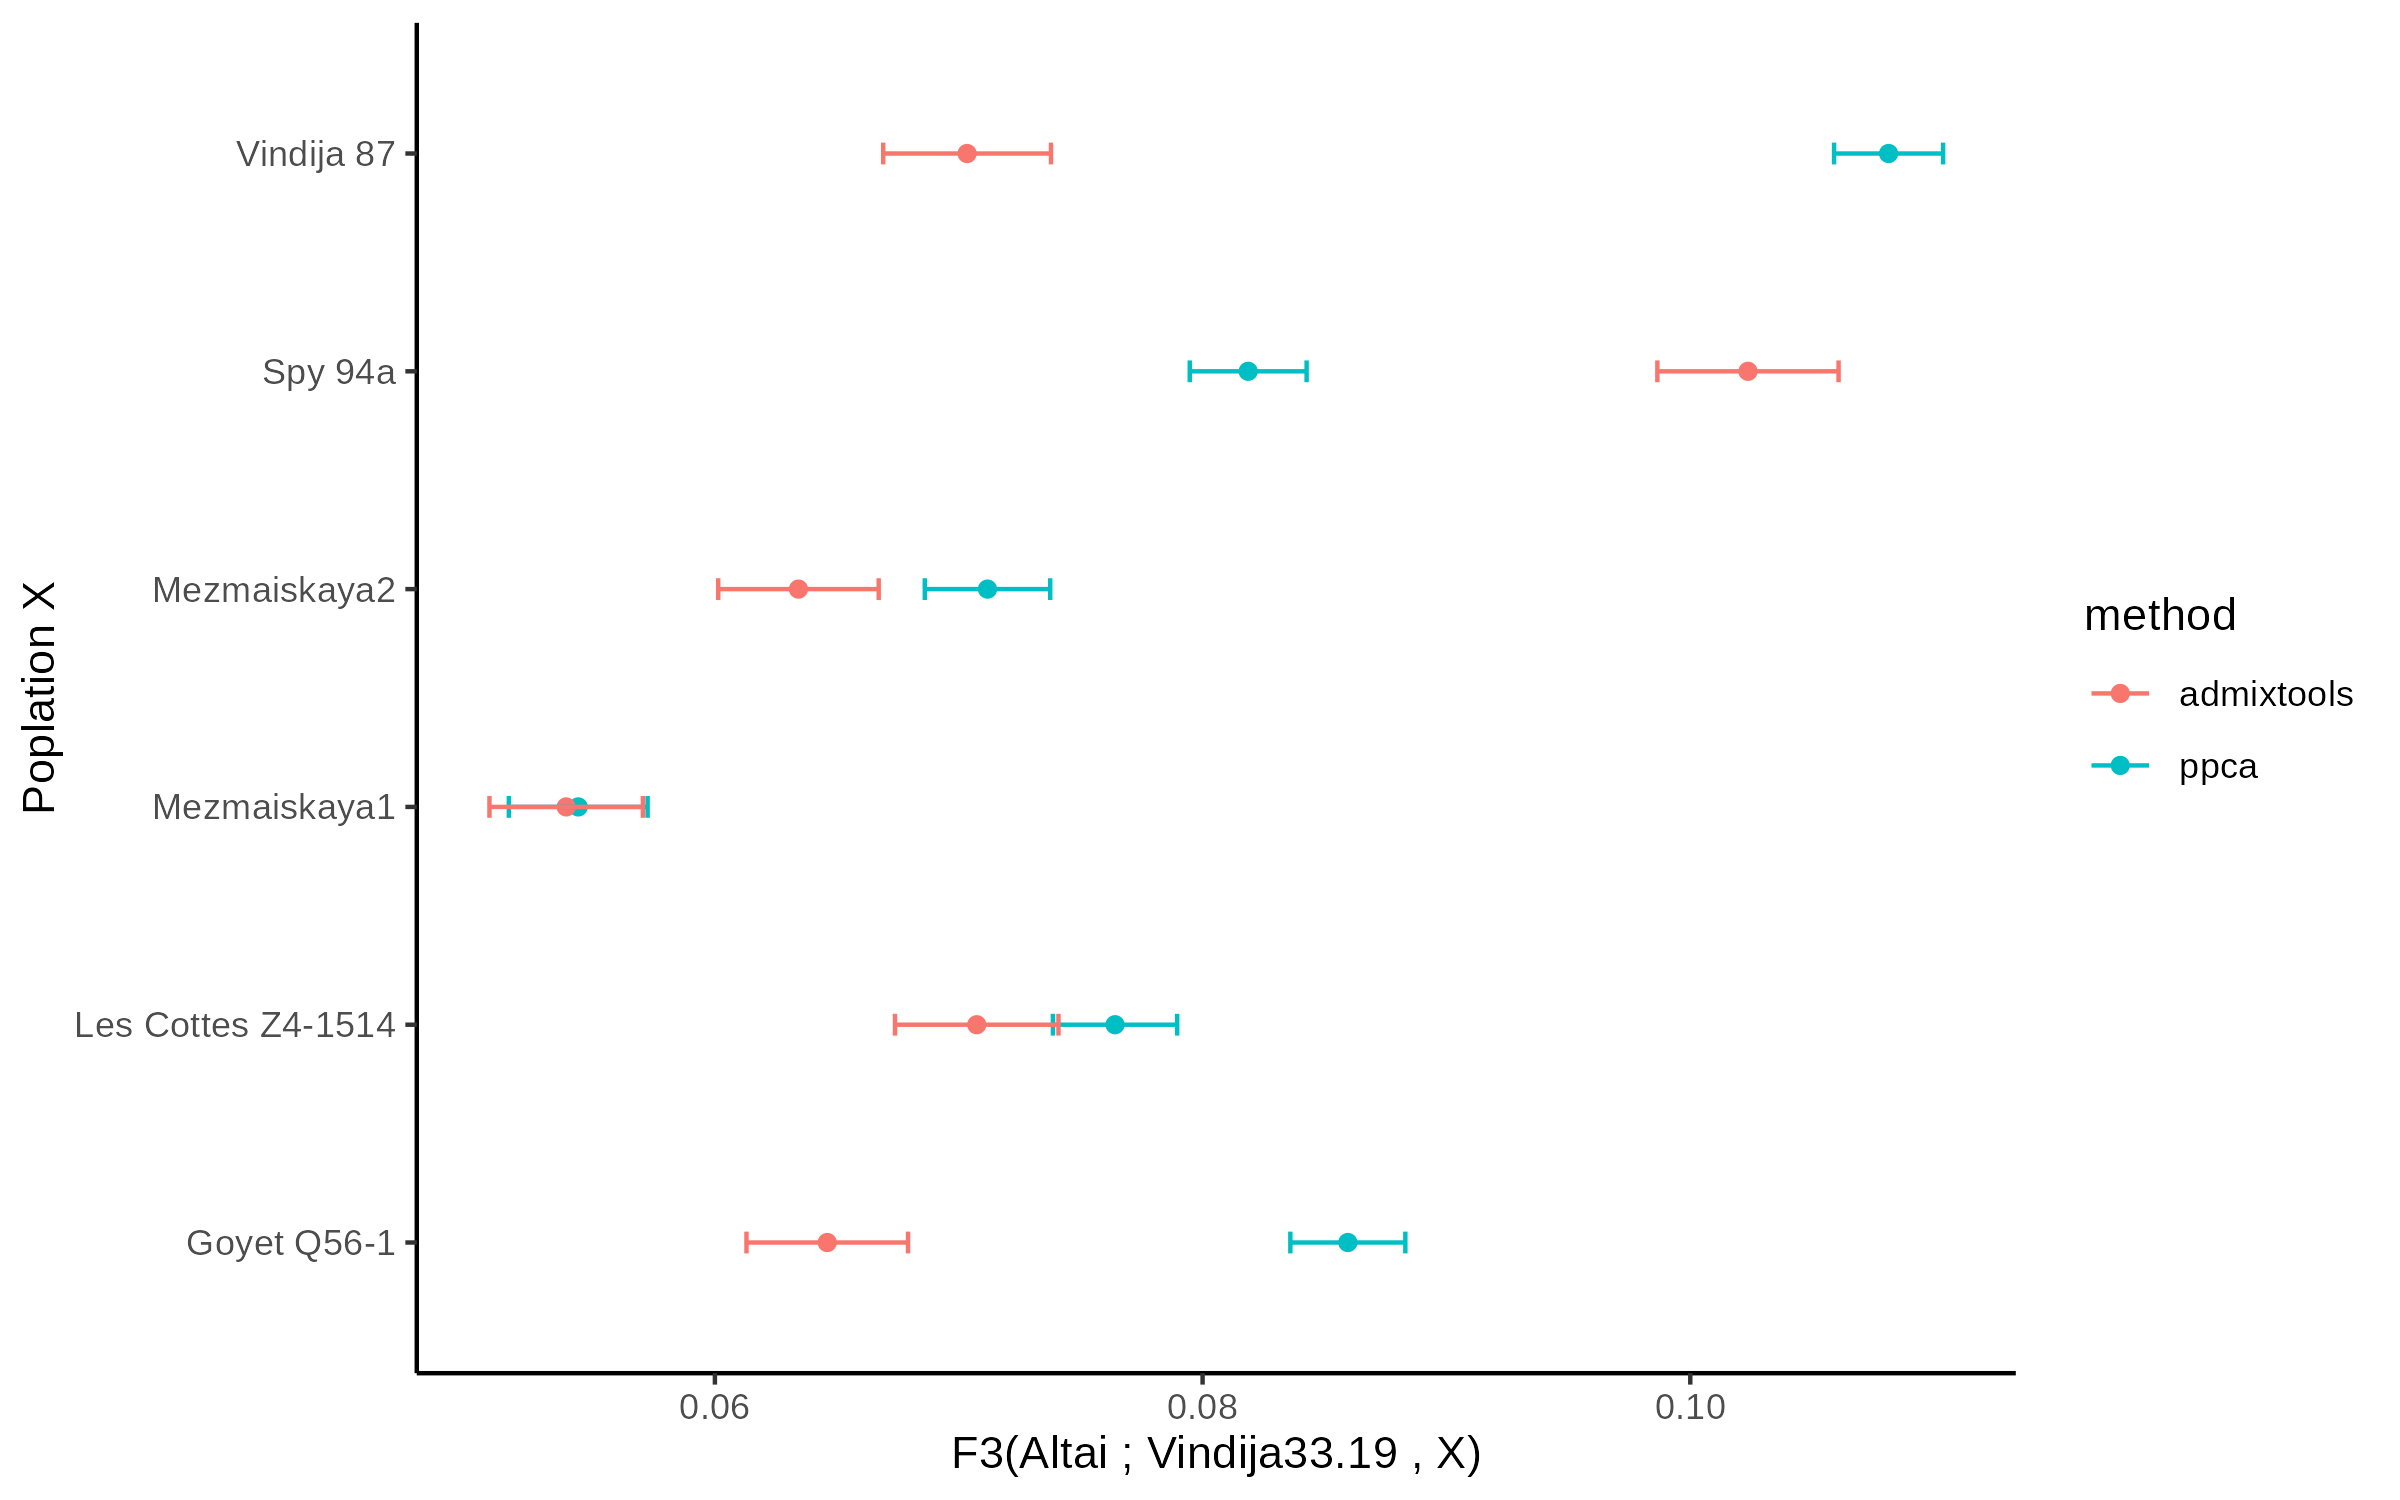 Vindija 87
Spy 94a
Mezmaiskaya2
Mezmaiskaya1
Les Cottes Z4-1514
Goyet Q56-1
Poplation X
0.06
0.08
0.10
F3(Altai ; Vindija33.19 , X)
method
admixtools
ppca